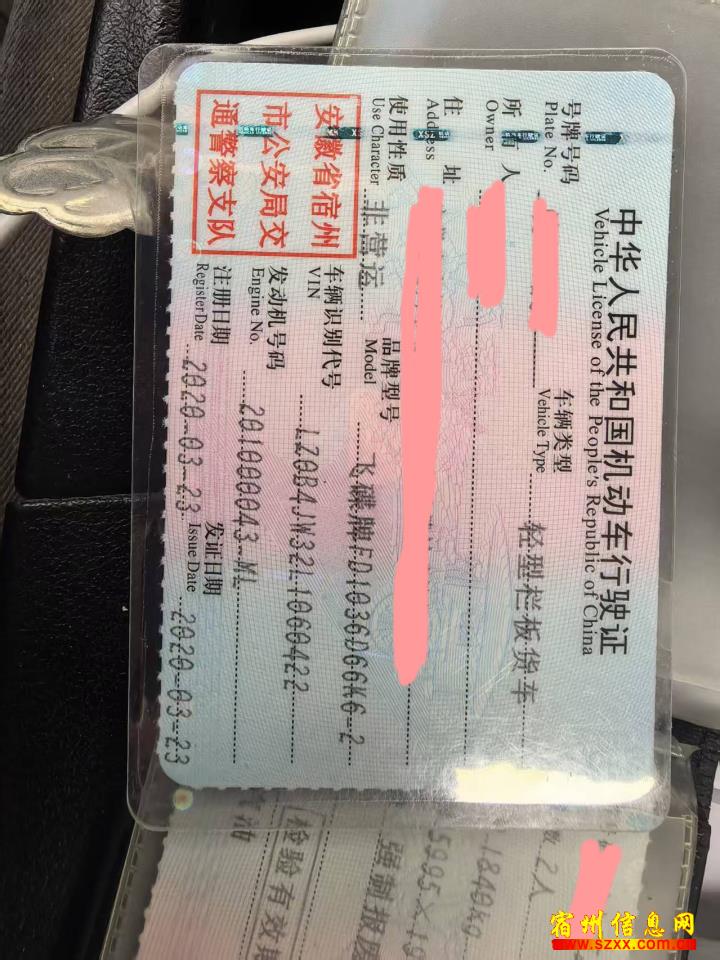 中华人民共和国机动车行驶证
Vehicle License of the People's Republic of China
号牌号码
Plate No.
车辆类型
Vehicle Type
轻型栏板货车
所有人
Owner
住 址
Address
使用性质
Use Character
非营运
品牌型号
Model
飞碟牌FD1036D66K6-2
安徽省宿州
市公安局交
通警察支队
车辆识别代号
VIN
LZ0B4JW32L1060422
发动机号码
Engine No.
201000043-ML
注册日期
Register Date
2020-03-23
发证日期
Issue Date
2020-03-23
2人
1840kg
强制报废
检验有效期
宿州信息网
www.szxx.com.cn